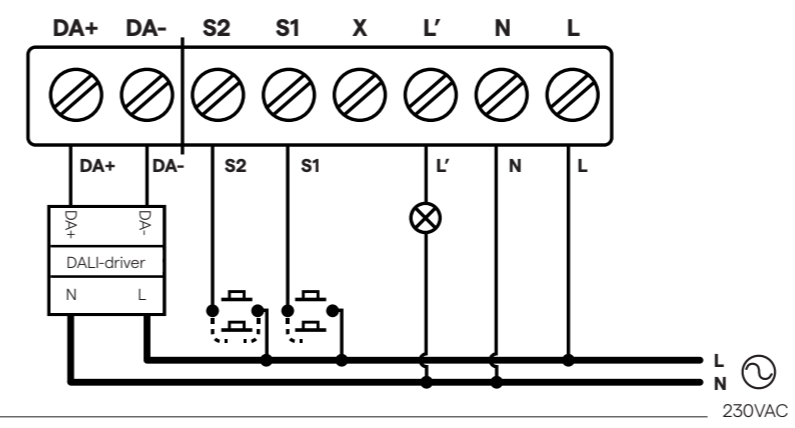 DA+ DA- S2 S1 X L′ N L
DA+ DA- S2 S1 L′ N L
DA+ DA-
DALI-driver
N L
L
N
230VAC